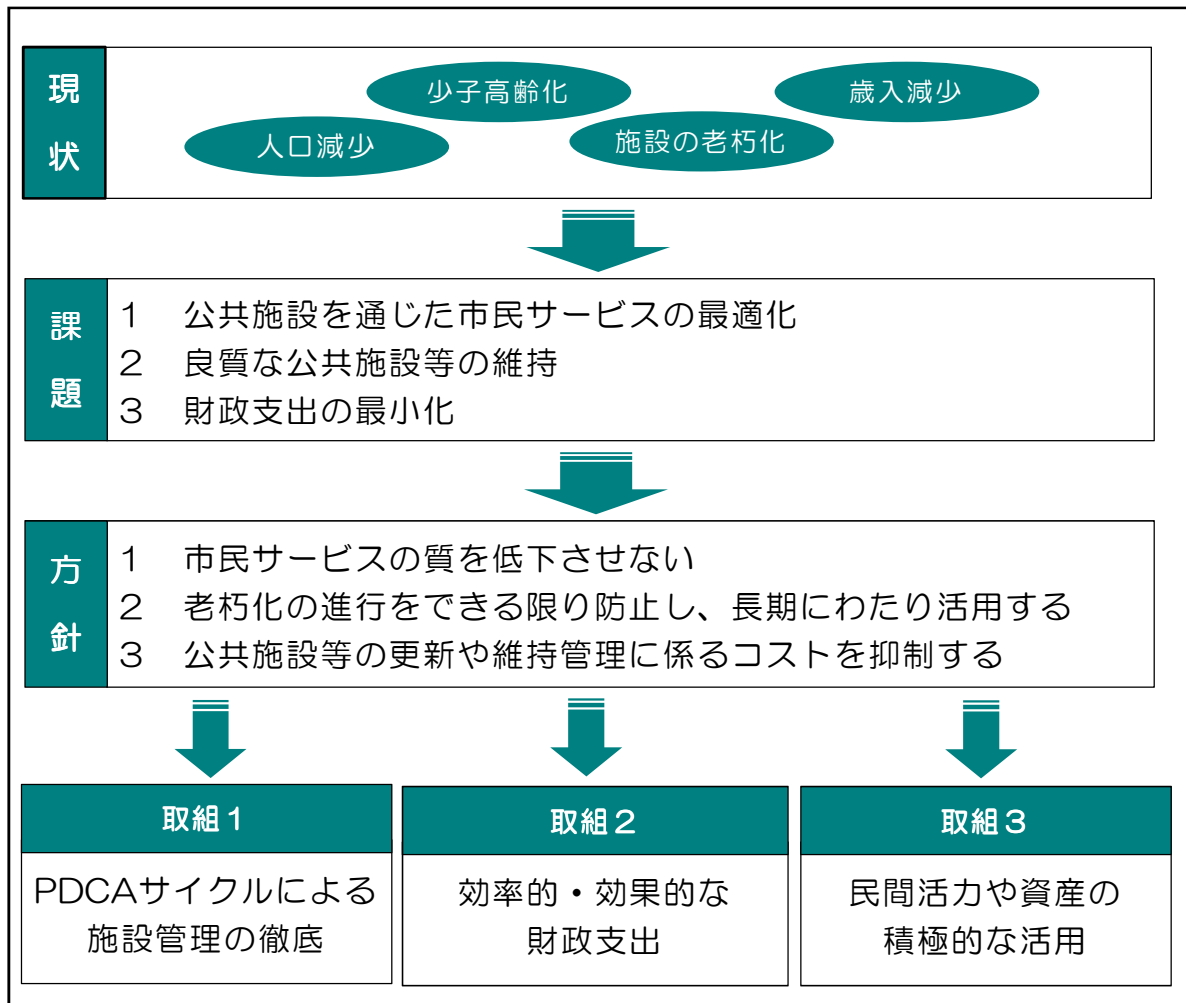 現状
少子高齢化
歳入減少
人口減少
施設の老朽化
課題
1 公共施設を通じた市民サービスの最適化
2 良質な公共施設等の維持
3 財政支出の最小化
方針
1 市民サービスの質を低下させない
2 老朽化の進行をできる限り防止し、長期にわたり活用する
3 公共施設等の更新や維持管理に係るコストを抑制する
取組1
PDCAサイクルによる
施設管理の徹底
取組2
効率的・効果的な
財政支出
取組3
民間活力や資産の
積極的な活用